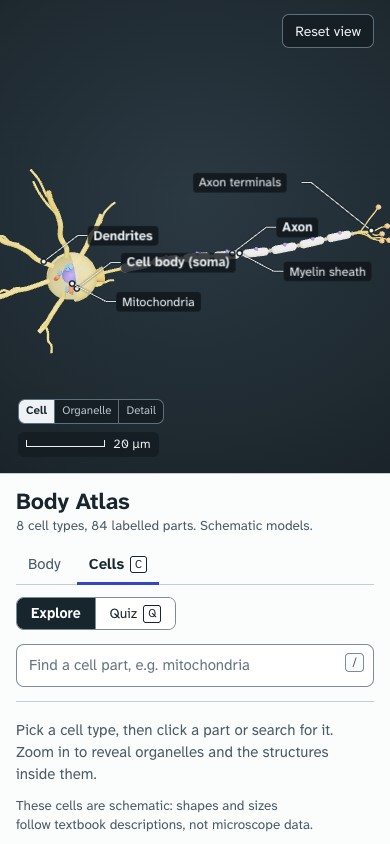 Reset view
Axon terminals
Dendrites
Axon
Cell body (soma)
Myelin sheath
Mitochondria
Cell Organelle Detail
20 µm
Body Atlas
8 cell types, 84 labelled parts. Schematic models.
Body Cells C
Explore Quiz Q
Find a cell part, e.g. mitochondria /
Pick a cell type, then click a part or search for it.
Zoom in to reveal organelles and the structures
inside them.
These cells are schematic: shapes and sizes
follow textbook descriptions, not microscope data.